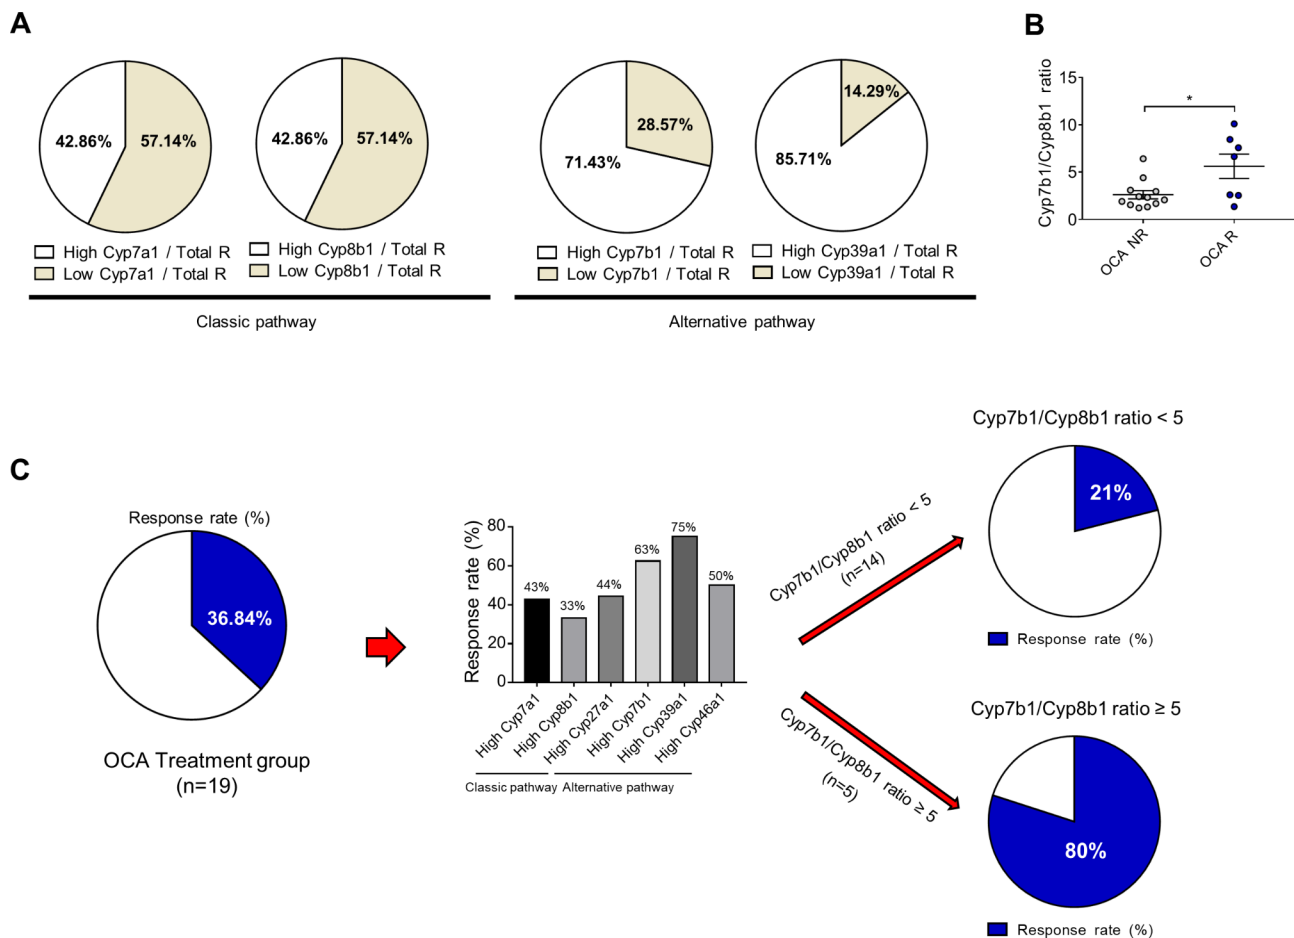 A
42.86%
57.14%
High Cyp7a1 / Total R
Low Cyp7a1 / Total R
42.86%
57.14%
High Cyp8b1 / Total R
Low Cyp8b1 / Total R
Classic pathway
28.57%
71.43%
High Cyp7b1 / Total R
Low Cyp7b1 / Total R
14.29%
85.71%
High Cyp39a1 / Total R
Low Cyp39a1 / Total R
Alternative pathway
B
Cyp7b1/Cyp8b1 ratio
15
10
5
0
*
OCA NR
OCA R
C
Response rate (%)
36.84%
OCA Treatment group
(n=19)
Response rate (%)
80
60
40
20
0
43%
33%
44%
63%
75%
50%
High Cyp7a1
High Cyp8b1
High Cyp27a1
High Cyp7b1
High Cyp39a1
High Cyp46a1
Classic pathway
Alternative pathway
Cyp7b1/Cyp8b1 ratio < 5
(n=14)
Cyp7b1/Cyp8b1 ratio ≥ 5
(n=5)
Cyp7b1/Cyp8b1 ratio < 5
21%
Response rate (%)
Cyp7b1/Cyp8b1 ratio ≥ 5
80%
Response rate (%)